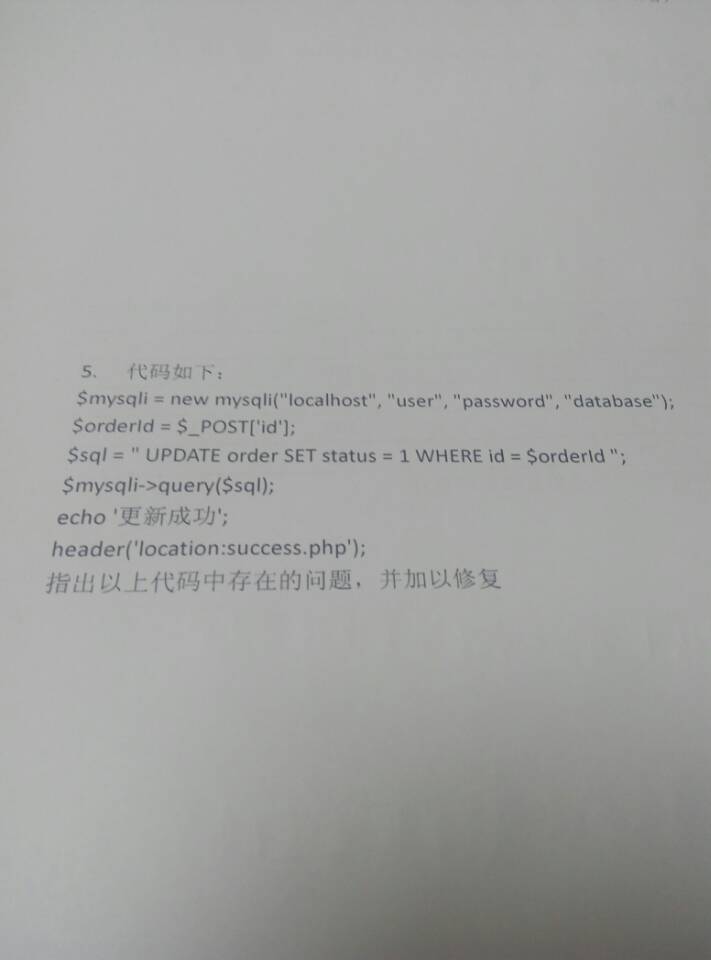 5. 代码如下：
$mysqli = new mysqli("localhost", "user", "password", "database");
$orderId = $_POST['id'];
$sql = " UPDATE order SET status = 1 WHERE id = $orderId ";
$mysqli->query($sql);
echo '更新成功';
header('location:success.php');
指出以上代码中存在的问题，并加以修复